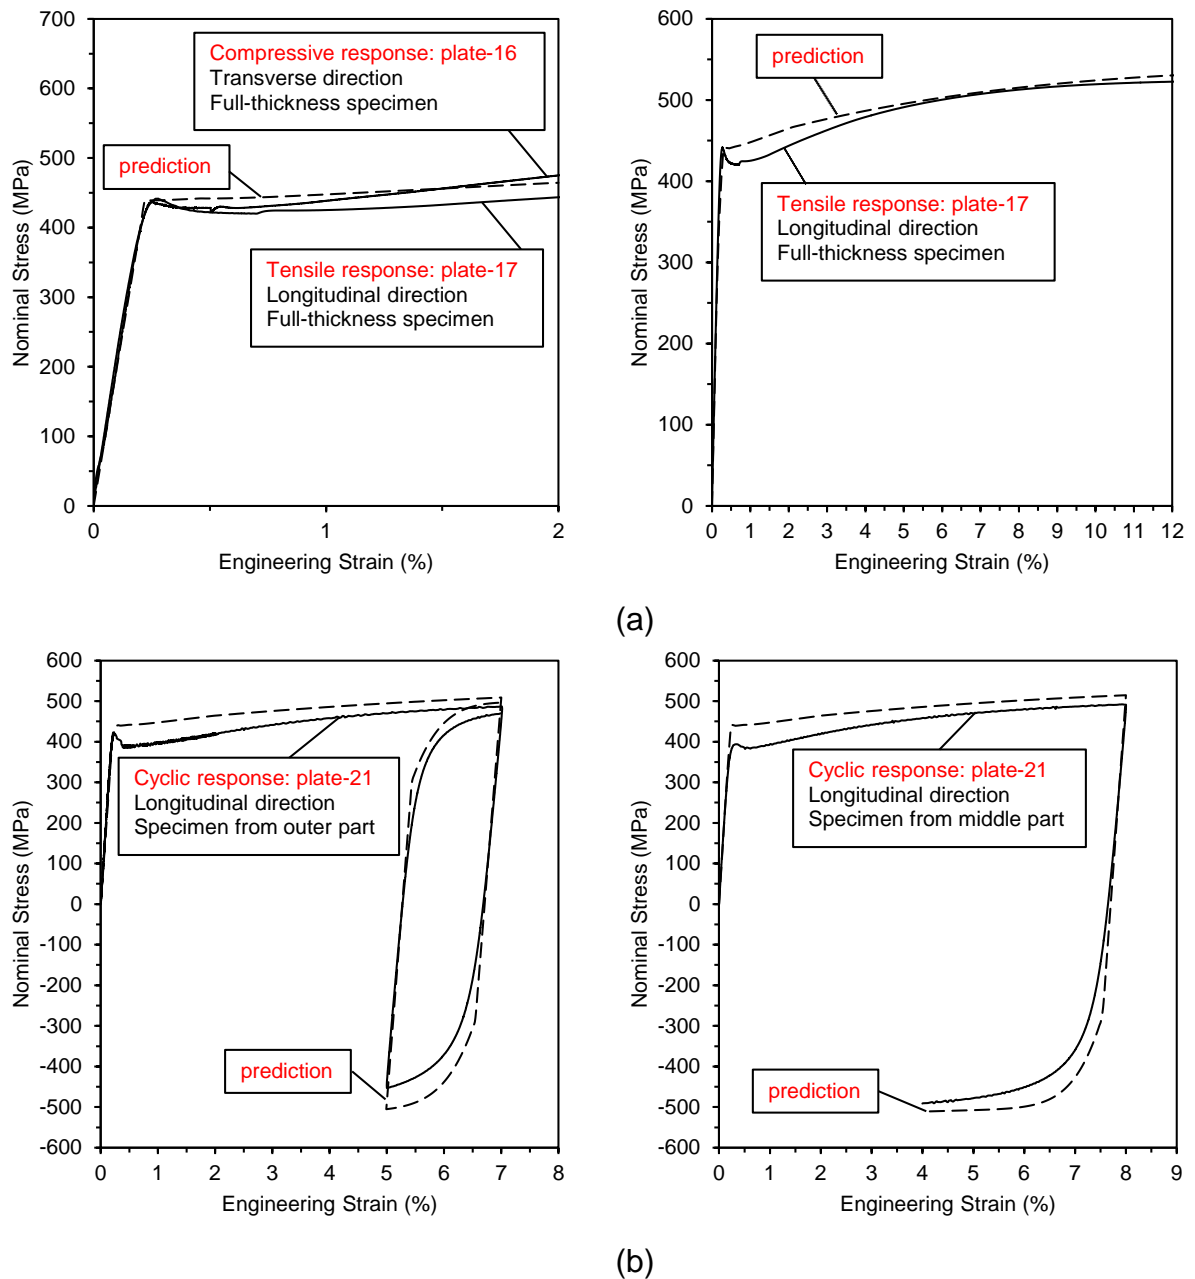 700
600
500
400
300
200
100
0
Nominal Stress (MPa)
Compressive response: plate-16
Transverse direction
Full-thickness specimen
prediction
Tensile response: plate-17
Longitudinal direction
Full-thickness specimen
0
1
2
Engineering Strain (%)
600
500
400
300
200
100
0
Nominal Stress (MPa)
prediction
Tensile response: plate-17
Longitudinal direction
Full-thickness specimen
0 1 2 3 4 5 6 7 8 9 10 11 12
Engineering Strain (%)
(a)
600
500
400
300
200
100
0
-100
-200
-300
-400
-500
-600
Nominal Stress (MPa)
Cyclic response: plate-21
Longitudinal direction
Specimen from outer part
prediction
0 1 2 3 4 5 6 7 8
Engineering Strain (%)
600
500
400
300
200
100
0
-100
-200
-300
-400
-500
-600
Nominal Stress (MPa)
Cyclic response: plate-21
Longitudinal direction
Specimen from middle part
prediction
0 1 2 3 4 5 6 7 8 9
Engineering Strain (%)
(b)